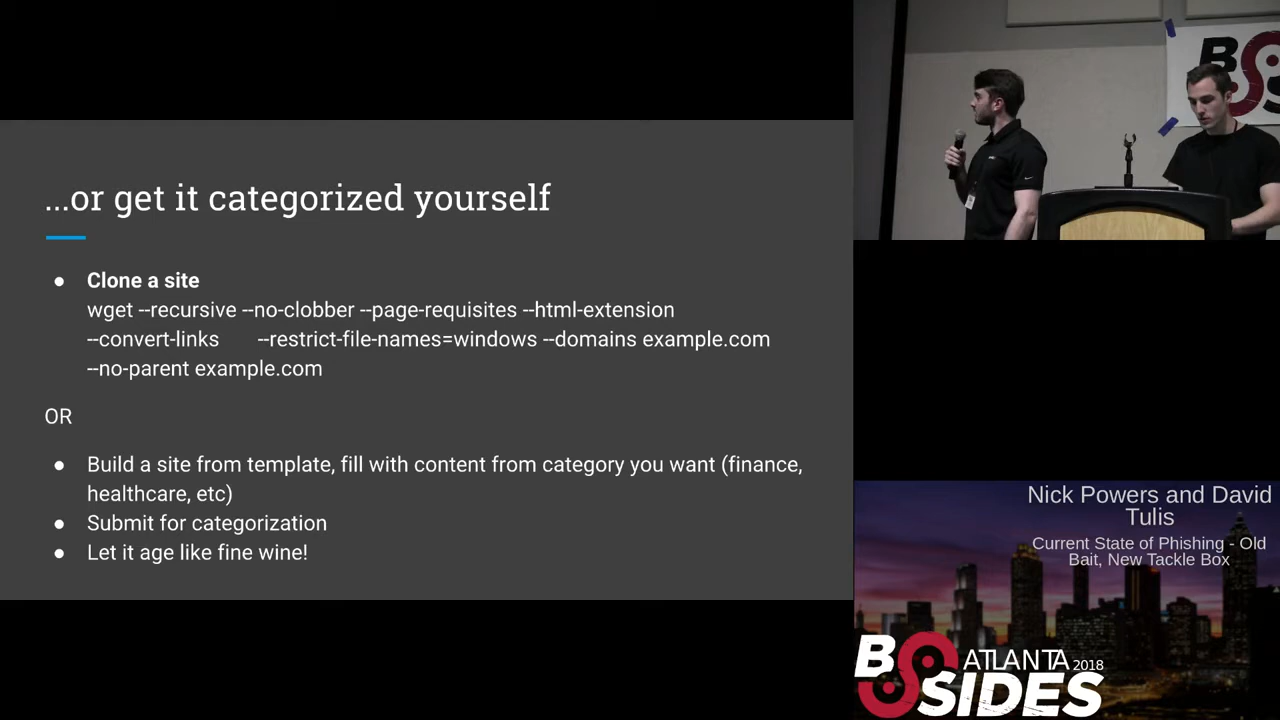 ...or get it categorized yourself
● Clone a site
wget --recursive --no-clobber --page-requisites --html-extension
--convert-links --restrict-file-names=windows --domains example.com
--no-parent example.com
OR
● Build a site from template, fill with content from category you want (finance,
healthcare, etc)
● Submit for categorization
● Let it age like fine wine!
Nick Powers and David
Tulis
Current State of Phishing - Old
Bait, New Tackle Box
BSIDES ATLANTA 2018